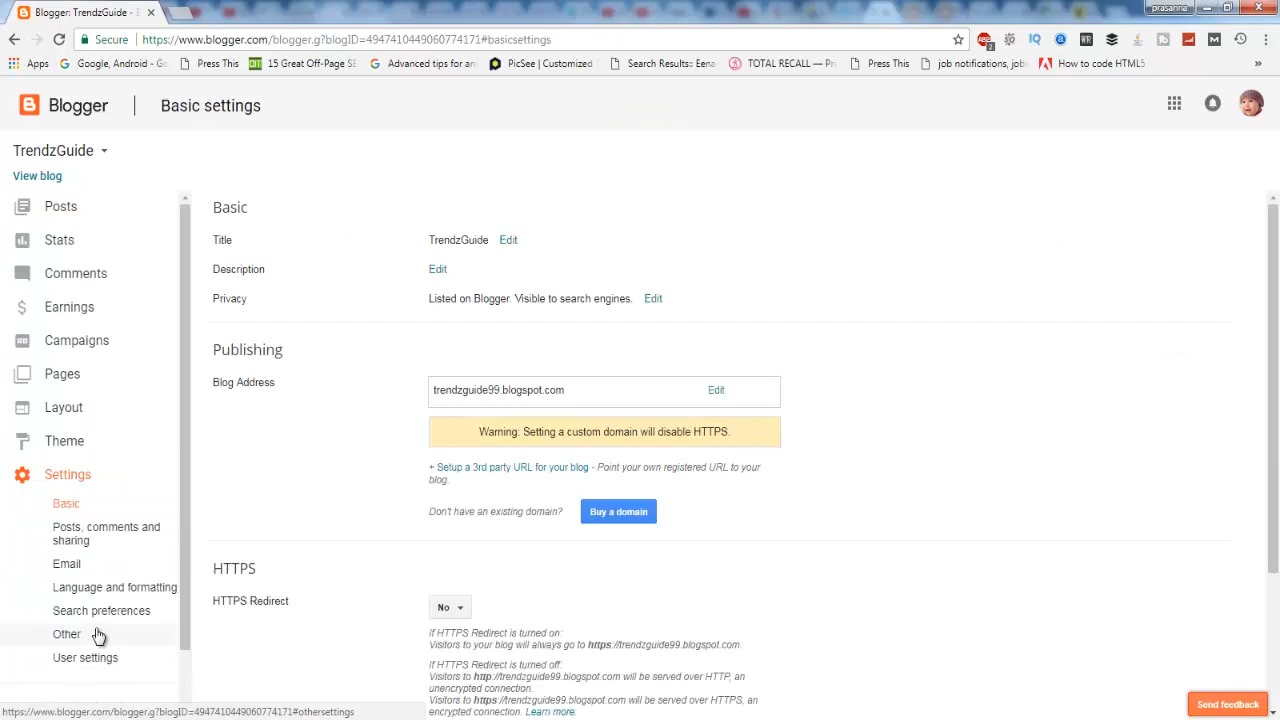 Blogger: TrendzGuide - B
prasanna
Secure
https://www.blogger.com/blogger.g?blogID=4947410449060774171#basicsettings
2
Apps
Google, Android - Go
Press This
15 Great Off-Page SE
Advanced tips for an
PicSee | Customized
Search Results= Eena
TOTAL RECALL — Pr
Press This
job notifications, jobs
How to code HTML5
»
Blogger
Basic settings
TrendzGuide
View blog
Posts
Stats
Comments
Earnings
Campaigns
Pages
Layout
Theme
Settings
Basic
Posts, comments and
sharing
Email
Language and formatting
Search preferences
Other
User settings
Basic
Title
TrendzGuide Edit
Description
Edit
Privacy
Listed on Blogger. Visible to search engines. Edit
Publishing
Blog Address
trendzguide99.blogspot.com Edit
Warning: Setting a custom domain will disable HTTPS.
+ Setup a 3rd party URL for your blog - Point your own registered URL to your
blog.
Don't have an existing domain? Buy a domain
HTTPS
HTTPS Redirect
No
If HTTPS Redirect is turned on:
Visitors to your blog will always go to https://trendzguide99.blogspot.com.
If HTTPS Redirect is turned off:
Visitors to http://trendzguide99.blogspot.com will be served over HTTP, an
unencrypted connection.
Visitors to https://trendzguide99.blogspot.com will be served over HTTPS, an
encrypted connection. Learn more.
Send feedback
https://www.blogger.com/blogger.g?blogID=4947410449060774171#othersettings